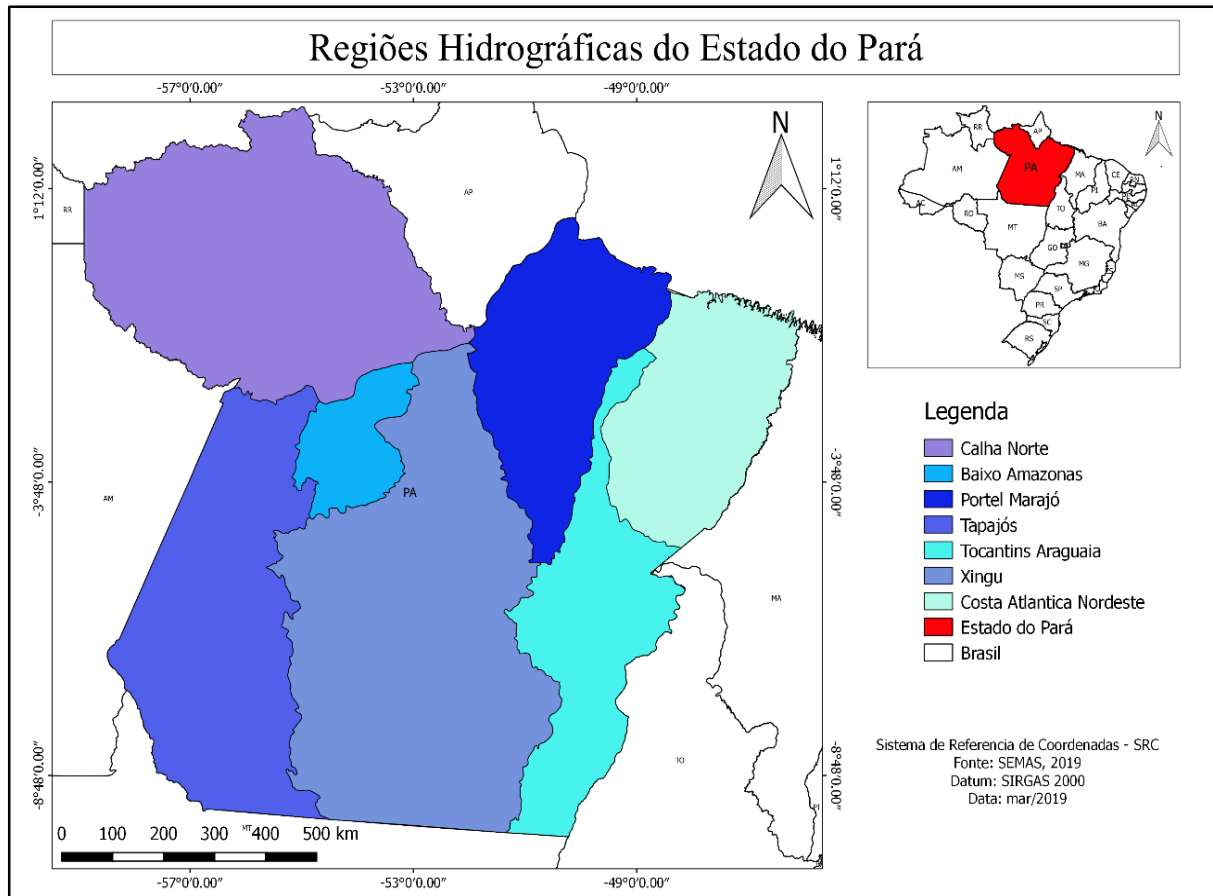 Regiões Hidrográficas do Estado do Pará
-57°0'0.00"
-53°0'0.00"
-49°0'0.00"
1°12'0.00"
-3°48'0.00"
-8°48'0.00"
1°12'0.00"
-3°48'0.00"
-8°48'0.00"
-57°0'0.00"
-53°0'0.00"
-49°0'0.00"
N
RR
AP
AM
PA
MA
TO
PI
MT
0 100 200 300 400 500 km
N
RR
AP
AM
PA
MA
CE
RN
PI
AC
RO
TO
MT
BA
GO
MG
MS
ES
SP
PR
SC
RS
Legenda
Calha Norte
Baixo Amazonas
Portel Marajó
Tapajós
Tocantins Araguaia
Xingu
Costa Atlantica Nordeste
Estado do Pará
Brasil
Sistema de Referencia de Coordenadas - SRC
Fonte: SEMAS, 2019
Datum: SIRGAS 2000
Data: mar/2019